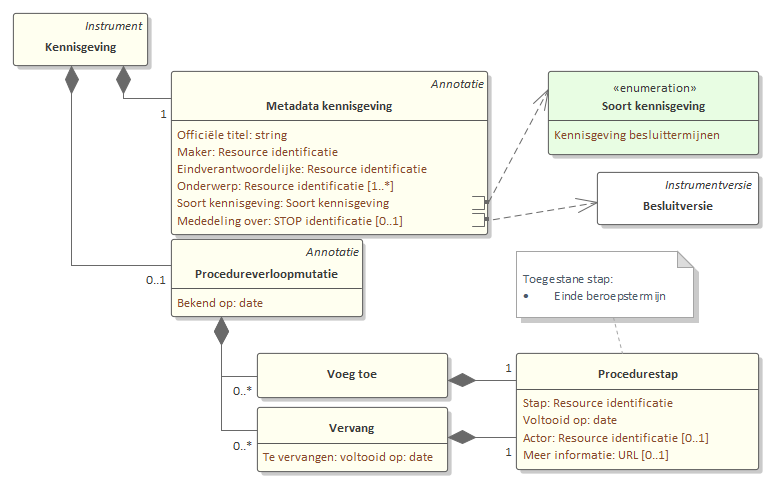 Instrument
Kennisgeving
Annotatie
Metadata kennisgeving
1
Officiële titel: string
Maker: Resource identificatie
Eindverantwoordelijke: Resource identificatie
Onderwerp: Resource identificatie [1..*]
Soort kennisgeving: Soort kennisgeving
Mededeling over: STOP identificatie [0..1]
«enumeration»
Soort kennisgeving
Kennisgeving besluittermijnen
Instrumentversie
Besluitversie
Annotatie
Procedureverloopmutatie
0..1
Bekend op: date
Toegestane stap:
• Einde beroepstermijn
Voeg toe
0..*
1
Procedurestap
Stap: Resource identificatie
Voltooid op: date
Actor: Resource identificatie [0..1]
Meer informatie: URL [0..1]
Vervang
0..*
1
Te vervangen: voltooid op: date